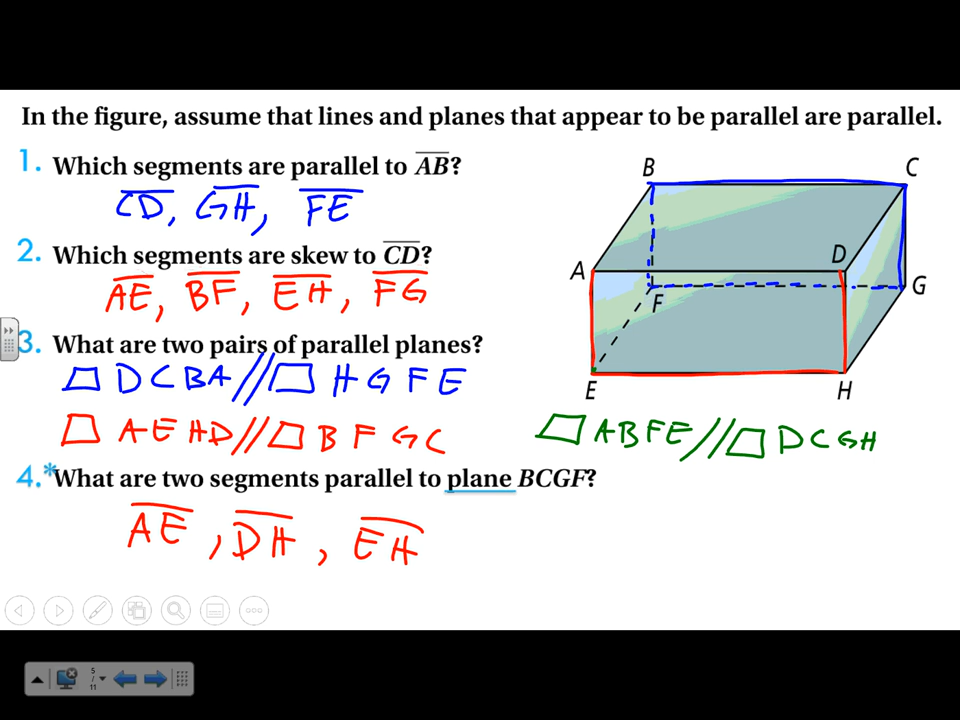 In the figure, assume that lines and planes that appear to be parallel are parallel.
1. Which segments are parallel to AB?
CD, GH, FE
2. Which segments are skew to CD?
AE, BF, EH, FG
3. What are two pairs of parallel planes?
▱ DCBA // ▱ HGFE
▱ AEHD // ▱ BFGC
▱ ABFE // ▱ DCGH
4.* What are two segments parallel to plane BCGF?
AE, DH, EH
B C
A D
F G
E H
5 / 11